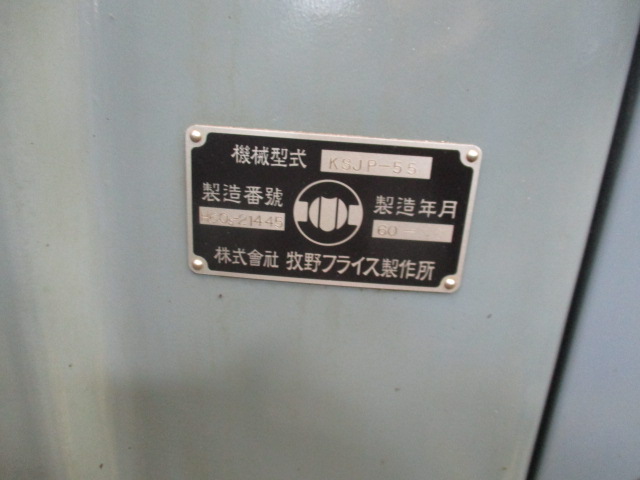 機械型式 KSJP-55
製造番號 製造年月
21445 60-
株式會社 牧野フライス製作所